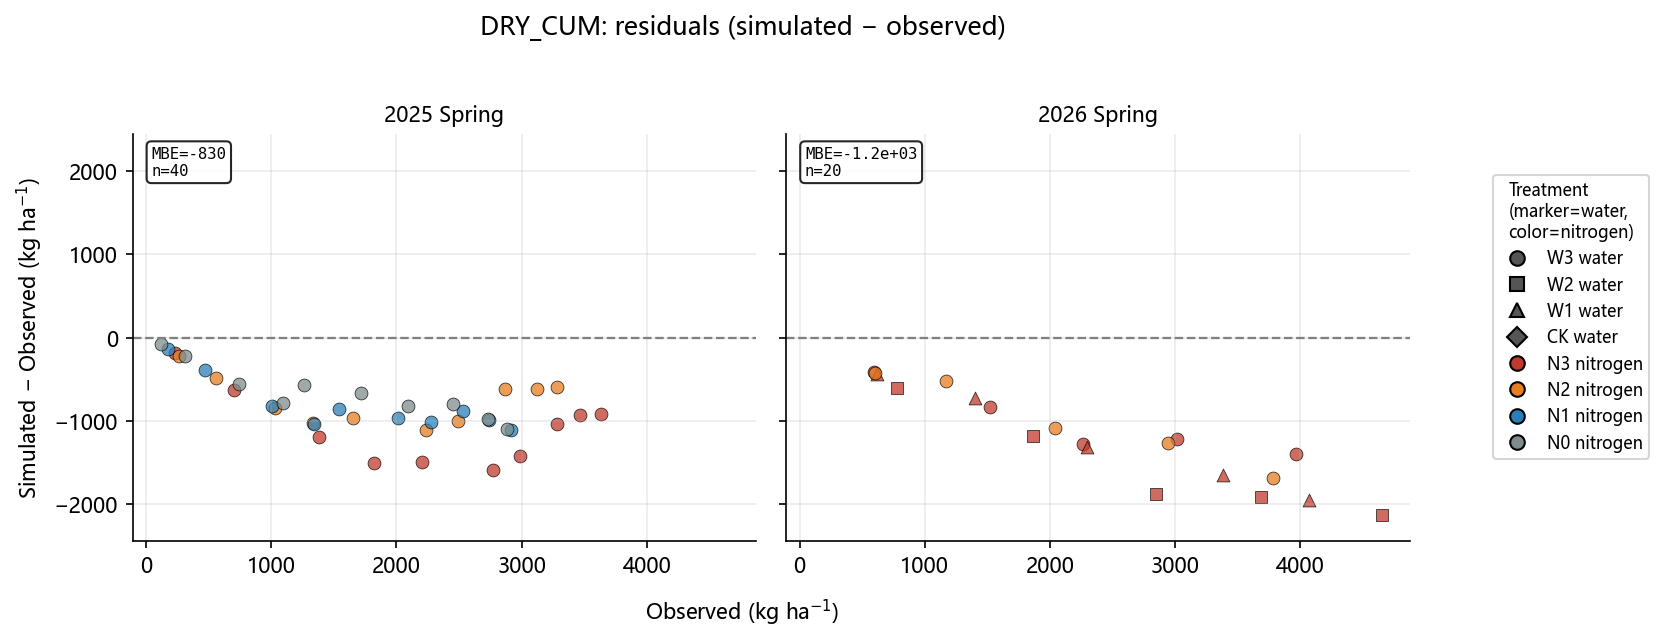 DRY_CUM: residuals (simulated − observed)
2025 Spring
2026 Spring
MBE=-830
n=40
MBE=-1.2e+03
n=20
2000
1000
0
−1000
−2000
Simulated − Observed (kg ha⁻¹)
0 1000 2000 3000 4000
0 1000 2000 3000 4000
Observed (kg ha⁻¹)
Treatment
(marker=water,
color=nitrogen)
W3 water
W2 water
W1 water
CK water
N3 nitrogen
N2 nitrogen
N1 nitrogen
N0 nitrogen